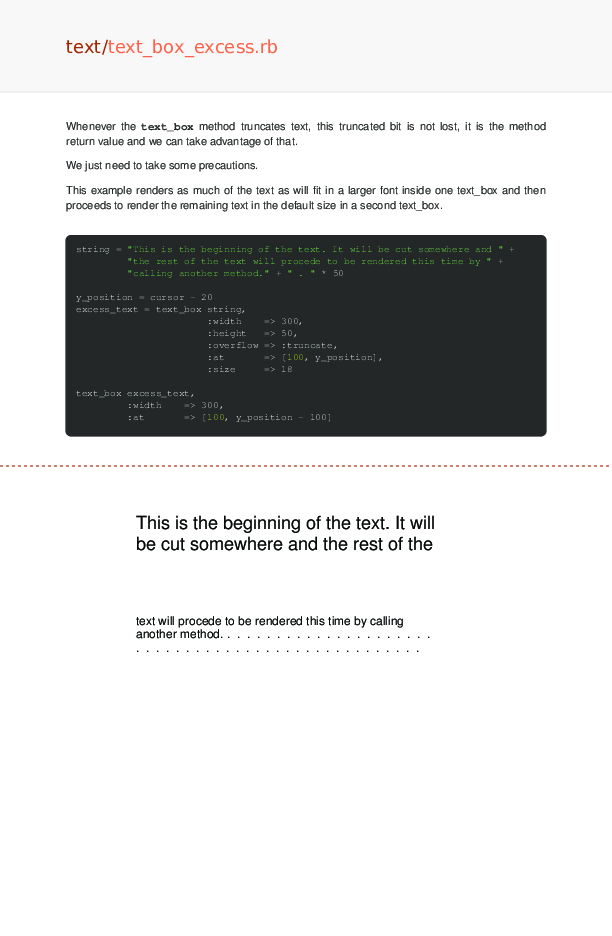 text/text_box_excess.rb
Whenever the text_box method truncates text, this truncated bit is not lost, it is the method
return value and we can take advantage of that.
We just need to take some precautions.
This example renders as much of the text as will fit in a larger font inside one text_box and then
proceeds to render the remaining text in the default size in a second text_box.
string = "This is the beginning of the text. It will be cut somewhere and " +
         "the rest of the text will procede to be rendered this time by " +
         "calling another method." + " . " * 50
y_position = cursor - 20
excess_text = text_box string,
                       :width    => 300,
                       :height   => 50,
                       :overflow => :truncate,
                       :at       => [100, y_position],
                       :size     => 18
text_box excess_text,
         :width    => 300,
         :at       => [100, y_position - 100]
This is the beginning of the text. It will
be cut somewhere and the rest of the
text will procede to be rendered this time by calling
another method. . . . . . . . . . . . . . . . . . . . . .
. . . . . . . . . . . . . . . . . . . . . . . . . . . . .